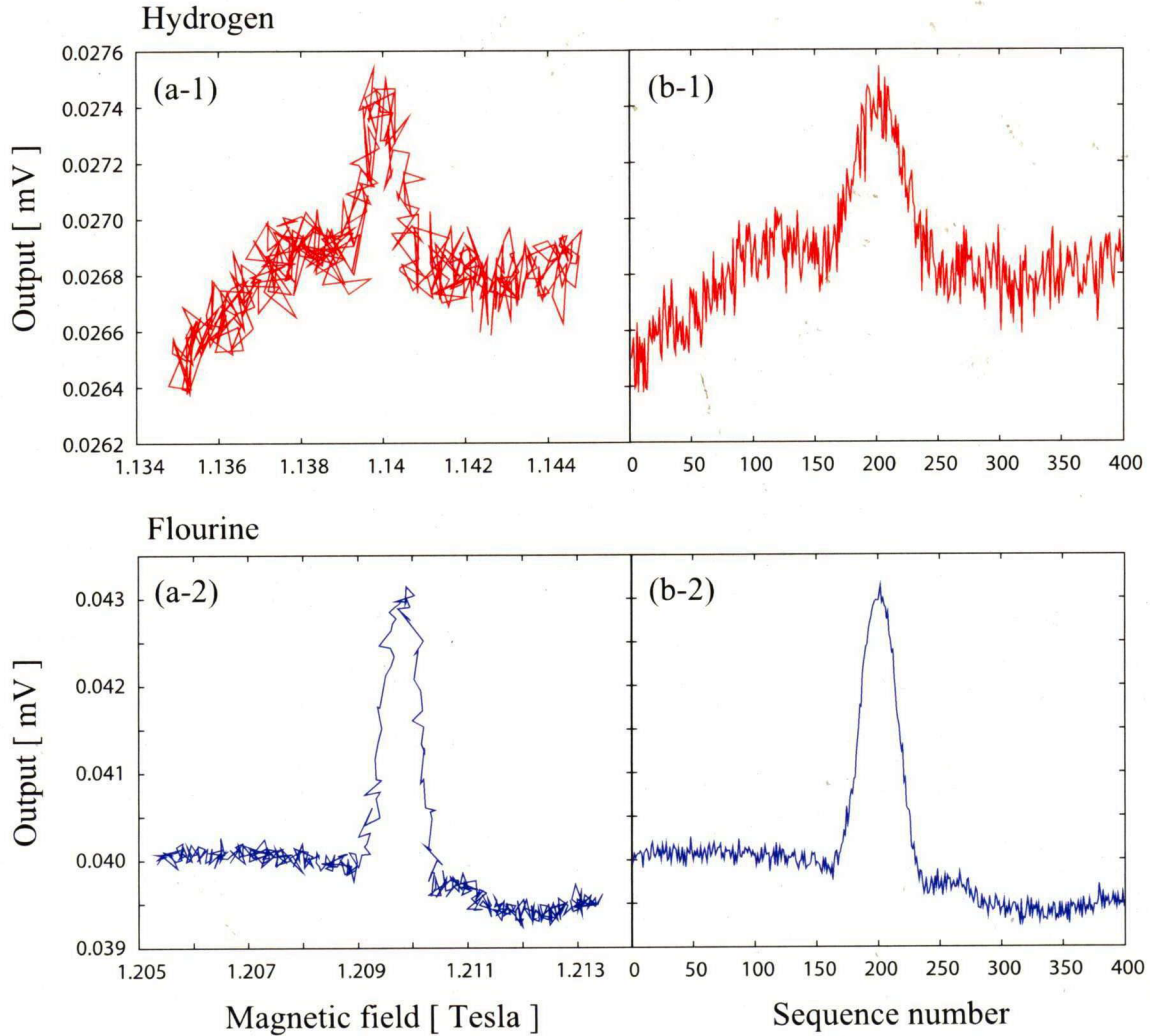 Hydrogen
(a-1)
(b-1)
Output [ mV ]
0.0276
0.0274
0.0272
0.0270
0.0268
0.0266
0.0264
0.0262
1.134 1.136 1.138 1.14 1.142 1.144
0 50 100 150 200 250 300 350 400
Flourine
(a-2)
(b-2)
Output [ mV ]
0.043
0.042
0.041
0.040
0.039
1.205 1.207 1.209 1.211 1.213
0 50 100 150 200 250 300 350 400
Magnetic field [ Tesla ]
Sequence number